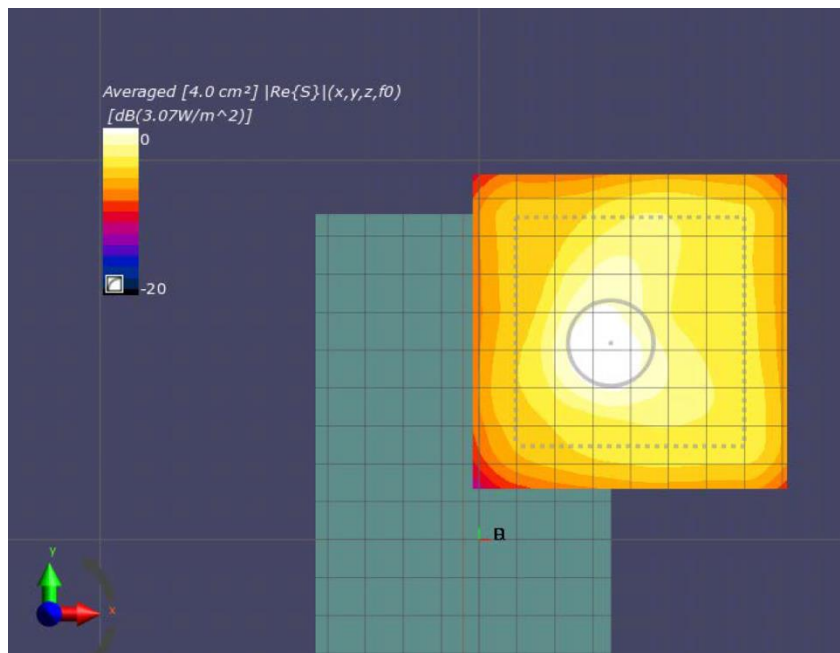 Averaged [4.0 cm²] |Re{S}|(x,y,z,f0)
[dB(3.07W/m^2)]
0
-20
y
x